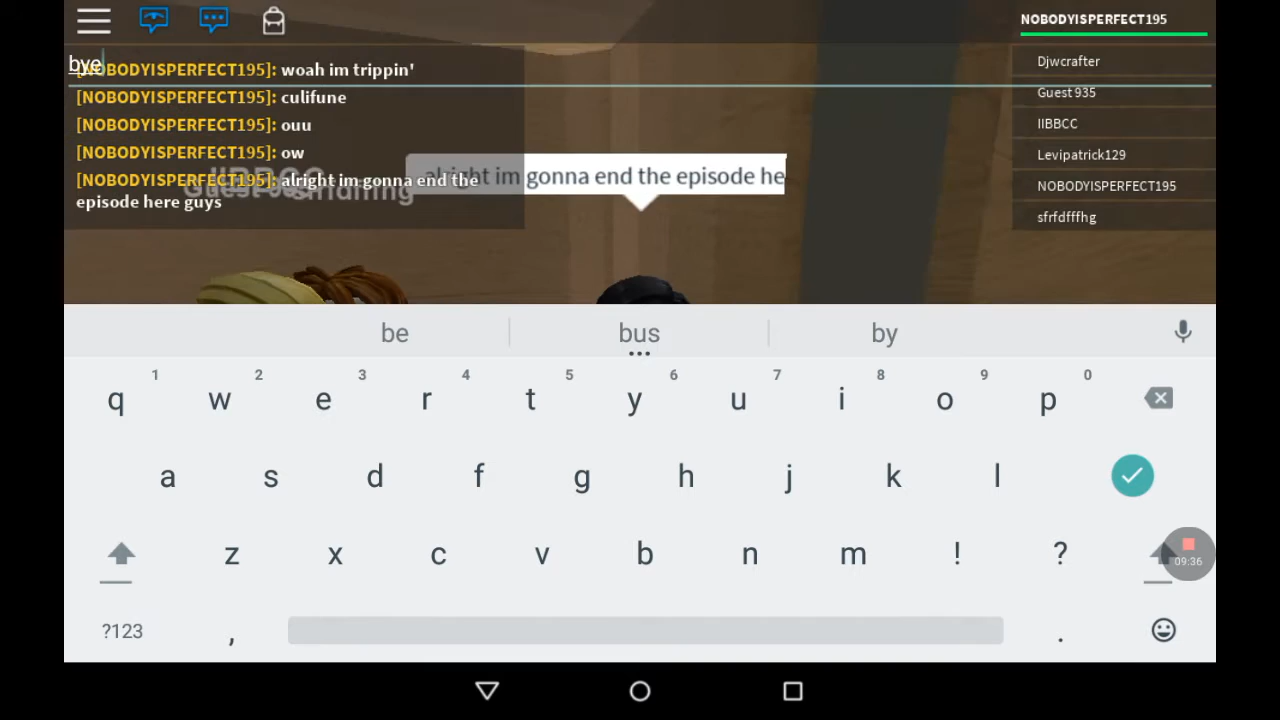 NOBODYISPERFECT195
bye
[NOBODYISPERFECT195]: woah im trippin'
[NOBODYISPERFECT195]: culifune
[NOBODYISPERFECT195]: ouu
[NOBODYISPERFECT195]: ow
[NOBODYISPERFECT195]: alright im gonna end the
episode here guys
alright im gonna end the episode he
Djwcrafter
Guest 935
IIBBCC
Levipatrick129
NOBODYISPERFECT195
sfrfdfffhg
be bus by
1 2 3 4 5 6 7 8 9 0
q w e r t y u i o p
a s d f g h j k l
z x c v b n m ! ?
09:36
?123 , .